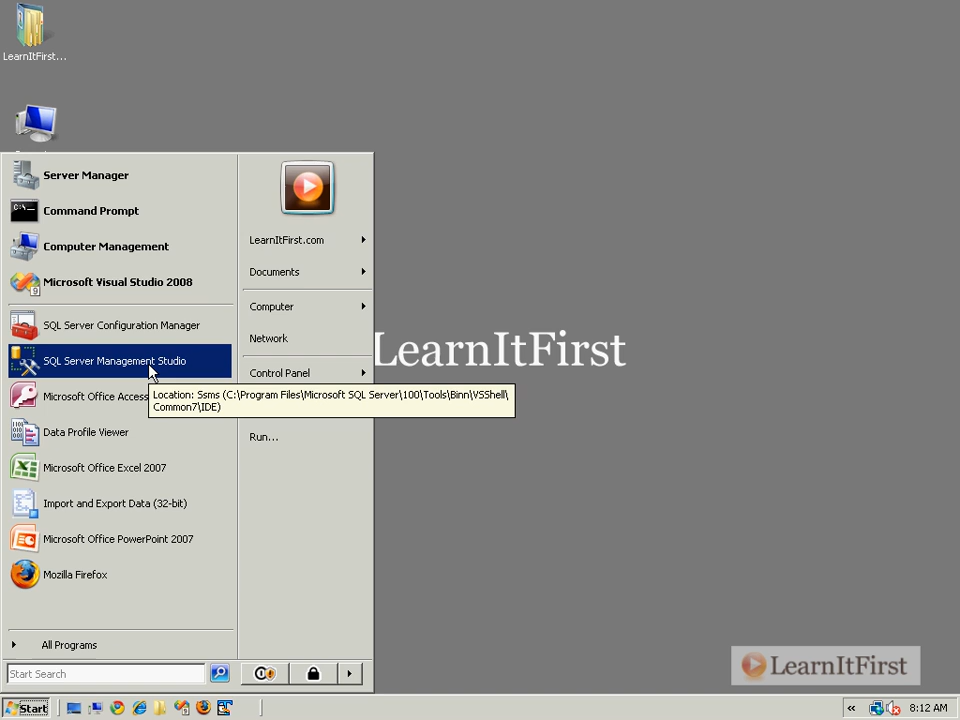 LearnItFirst...
Server Manager
C:\_
Command Prompt
Computer Management
Microsoft Visual Studio 2008
9
SQL Server Configuration Manager
SQL Server Management Studio
Microsoft Office Access
Data Profile Viewer
Microsoft Office Excel 2007
Import and Export Data (32-bit)
Microsoft Office PowerPoint 2007
Mozilla Firefox
All Programs
Start Search
LearnItFirst.com
Documents
Computer
Network
Control Panel
Location: Ssms (C:\Program Files\Microsoft SQL Server\100\Tools\Binn\VSShell\
Common7\IDE)
Run...
LearnItFirst
LearnItFirst
Start
8:12 AM